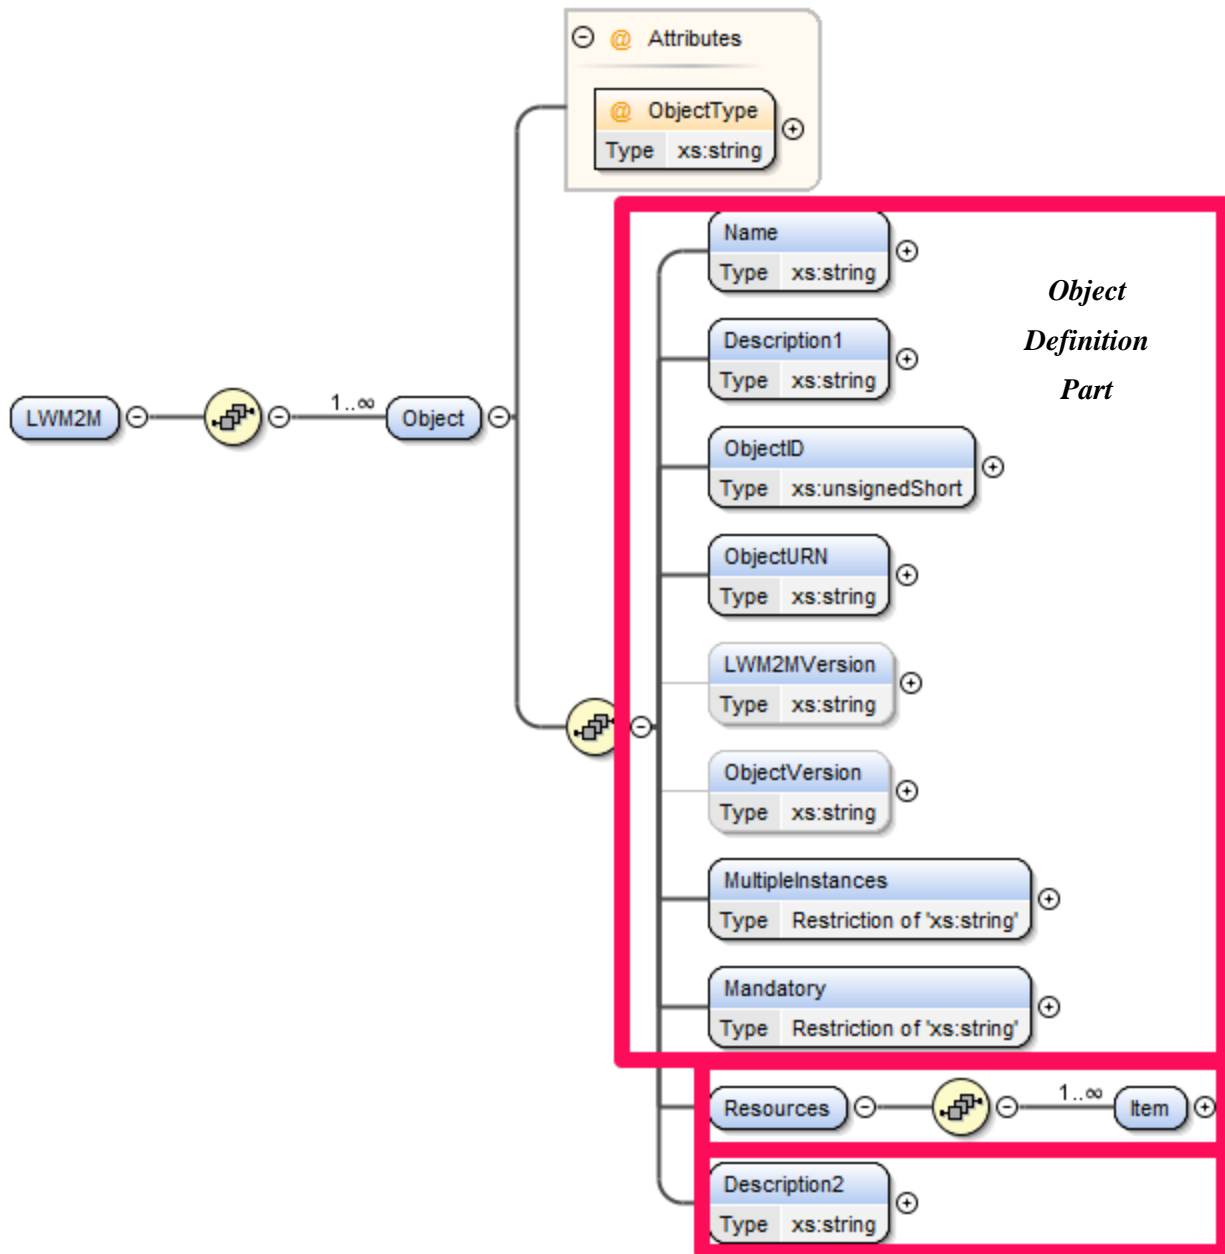 @ Attributes
@ ObjectType
Type xs:string
Name
Type xs:string
Object
Definition
Part
Description1
Type xs:string
LWM2M
1..∞
Object
ObjectID
Type xs:unsignedShort
ObjectURN
Type xs:string
LWM2MVersion
Type xs:string
ObjectVersion
Type xs:string
MultipleInstances
Type Restriction of 'xs:string'
Mandatory
Type Restriction of 'xs:string'
Resources
1..∞
Item
Description2
Type xs:string